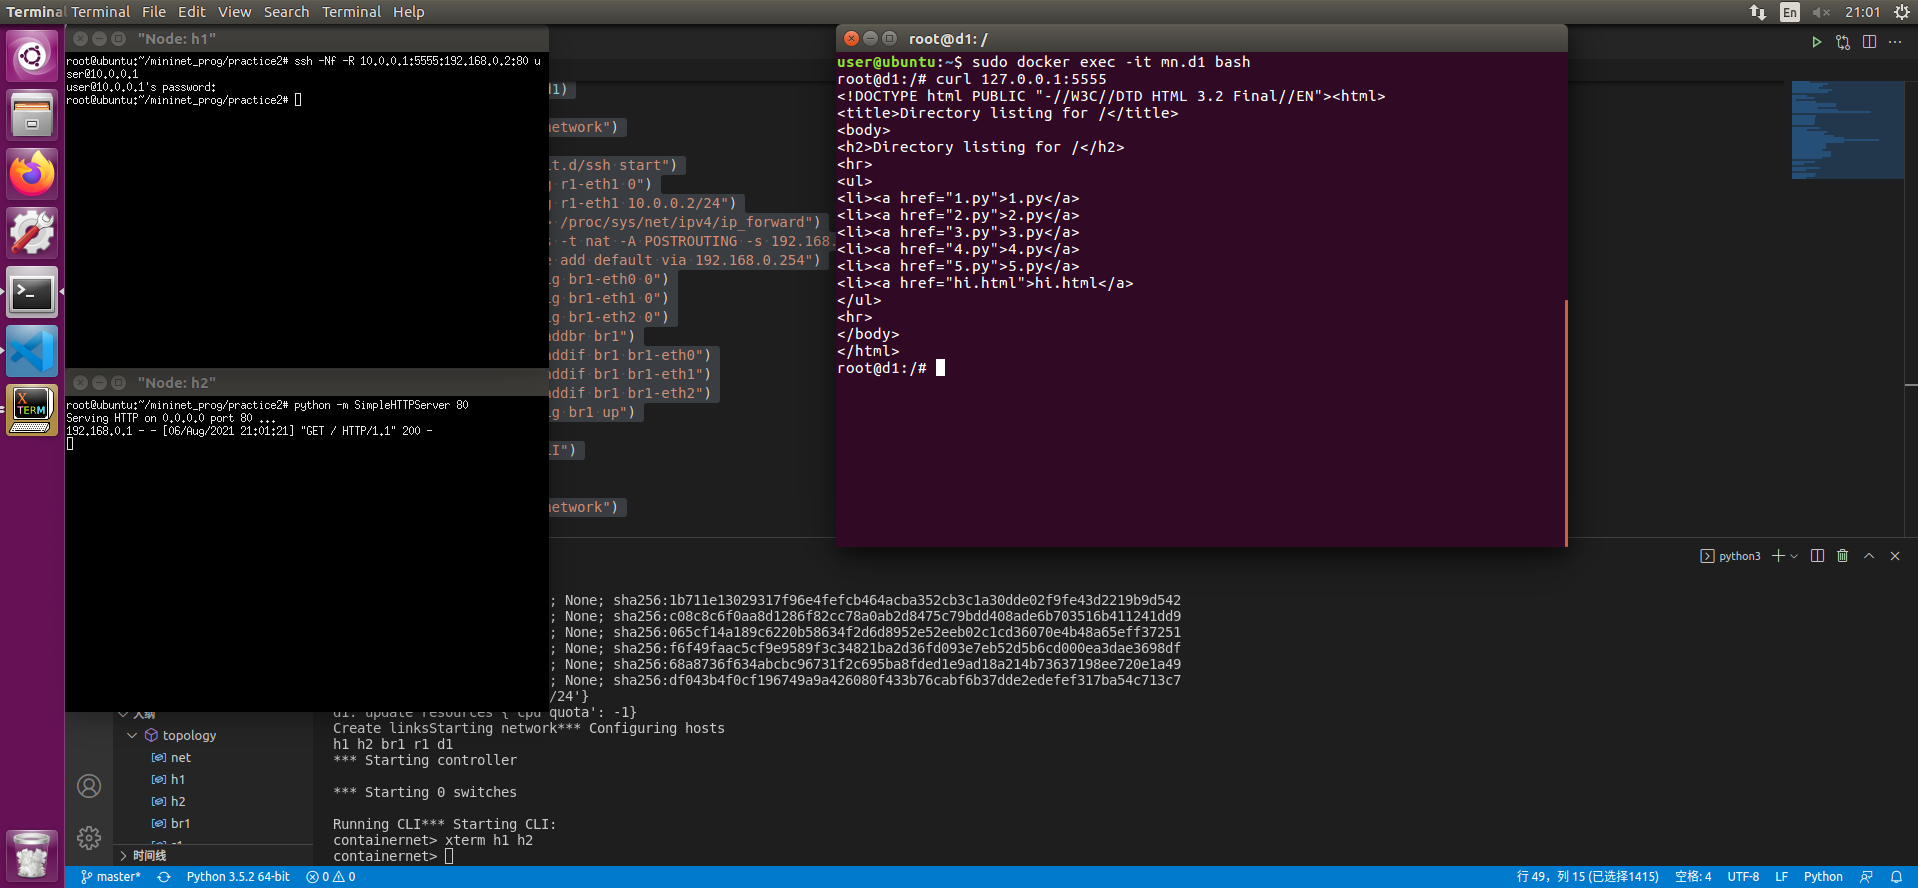 Terminal Terminal File Edit View Search Terminal Help
En 21:01
"Node: h1"
root@ubuntu:~/mininet_prog/practice2# ssh -Nf -R 10.0.0.1:5555:192.168.0.2:80 u
ser@10.0.0.1
user@10.0.0.1's password:
root@ubuntu:~/mininet_prog/practice2#
"Node: h2"
root@ubuntu:~/mininet_prog/practice2# python -m SimpleHTTPServer 80
Serving HTTP on 0.0.0.0 port 80 ...
192.168.0.1 - - [06/Aug/2021 21:01:21] "GET / HTTP/1.1" 200 -
X
TERM
l1)
network")
it.d/ssh start")
g r1-eth1 0")
g r1-eth1 10.0.0.2/24")
> /proc/sys/net/ipv4/ip_forward")
s -t nat -A POSTROUTING -s 192.168.
e add default via 192.168.0.254")
ig br1-eth0 0")
ig br1-eth1 0")
ig br1-eth2 0")
addbr br1")
addif br1 br1-eth0")
addif br1 br1-eth1")
addif br1 br1-eth2")
ig br1 up")
LI")
network")
root@d1: /
user@ubuntu:~$ sudo docker exec -it mn.d1 bash
root@d1:/# curl 127.0.0.1:5555
<!DOCTYPE html PUBLIC "-//W3C//DTD HTML 3.2 Final//EN"><html>
<title>Directory listing for /</title>
<body>
<h2>Directory listing for /</h2>
<hr>
<ul>
<li><a href="1.py">1.py</a>
<li><a href="2.py">2.py</a>
<li><a href="3.py">3.py</a>
<li><a href="4.py">4.py</a>
<li><a href="5.py">5.py</a>
<li><a href="hi.html">hi.html</a>
</ul>
<hr>
</body>
</html>
root@d1:/#
python3
; None; sha256:1b711e13029317f96e4fefcb464acba352cb3c1a30dde02f9fe43d2219b9d542
; None; sha256:c08c8c6f0aa8d1286f82cc78a0ab2d8475c79bdd408ade6b703516b411241dd9
; None; sha256:065cf14a189c6220b58634f2d6d8952e52eeb02c1cd36070e4b48a65eff37251
; None; sha256:f6f49faac5cf9e9589f3c34821ba2d36fd093e7eb52d5b6cd000ea3dae3698df
; None; sha256:68a8736f634abcbc96731f2c695ba8fded1e9ad18a214b73637198ee720e1a49
; None; sha256:df043b4f0cf196749a9a426080f433b76cabf6b37dde2edefef317ba54c713c7
/24'}
d1: update resources {'cpu_quota': -1}
Create linksStarting network*** Configuring hosts
h1 h2 br1 r1 d1
*** Starting controller
*** Starting 0 switches
Running CLI*** Starting CLI:
containernet> xterm h1 h2
containernet>
大纲
topology
net
h1
h2
br1
时间线
master* Python 3.5.2 64-bit 0 0 行 49，列 15 (已选择1415) 空格: 4 UTF-8 LF Python